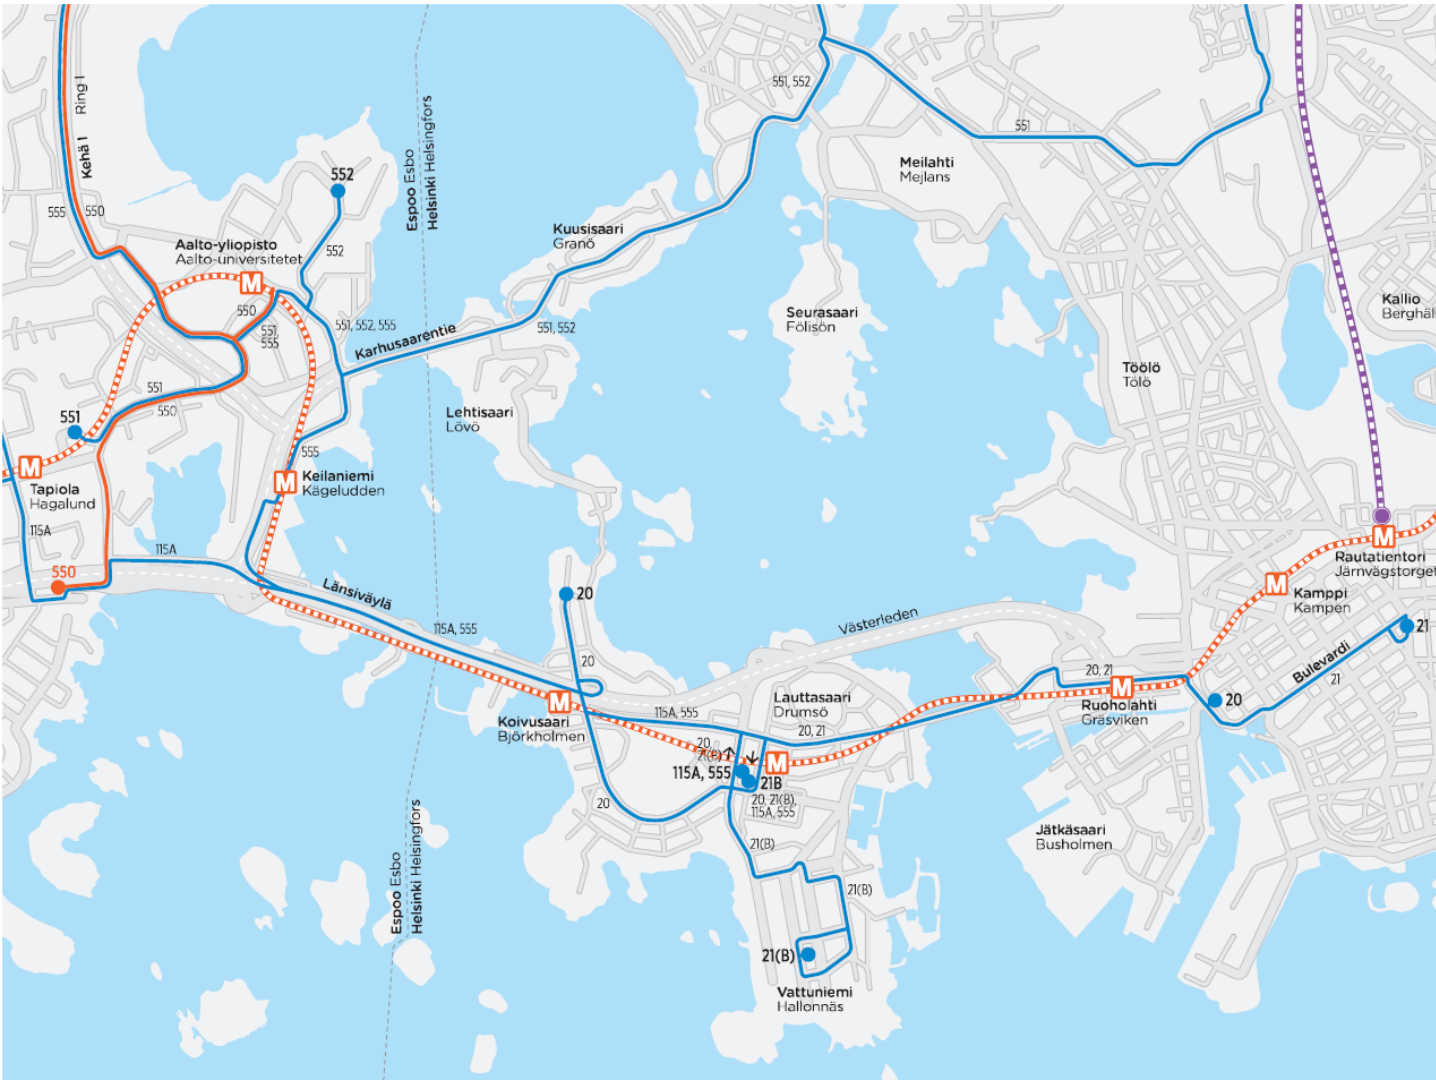 551, 552
Ring I
Kehä I
Espoo Esbo
Helsinki Helsingfors
551
Meilahti
Mejlans
552
555
550
Kuusisaari
Granö
Aalto-yliopisto
Aalto-universitetet
552
M
550
551,
555
551, 552, 555
Karhusaarentie
551, 552
Seurasaari
Fölisön
Kallio
Berghäl
Töölö
Tölö
551
550
551
Lehtisaari
Lövö
555
M
Tapiola
Hagalund
M
Keilaniemi
Kägeludden
115A
115A
550
M
Rautatientori
Järnvägstorget
M
Kamppi
Kampen
Länsiväylä
20
115A, 555
Västerleden
21
Bulevardi
21
20
20, 21
M
Ruoholahti
Gräsviken
20
M
Koivusaari
Björkholmen
115A, 555
Lauttasaari
Drumsö
20, 21
20
21(B)
M
115A, 555
21B
20, 21(B),
115A, 555
20
21(B)
Jätkäsaari
Busholmen
Espoo Esbo
Helsinki Helsingfors
21(B)
21(B)
Vattuniemi
Hallonnäs